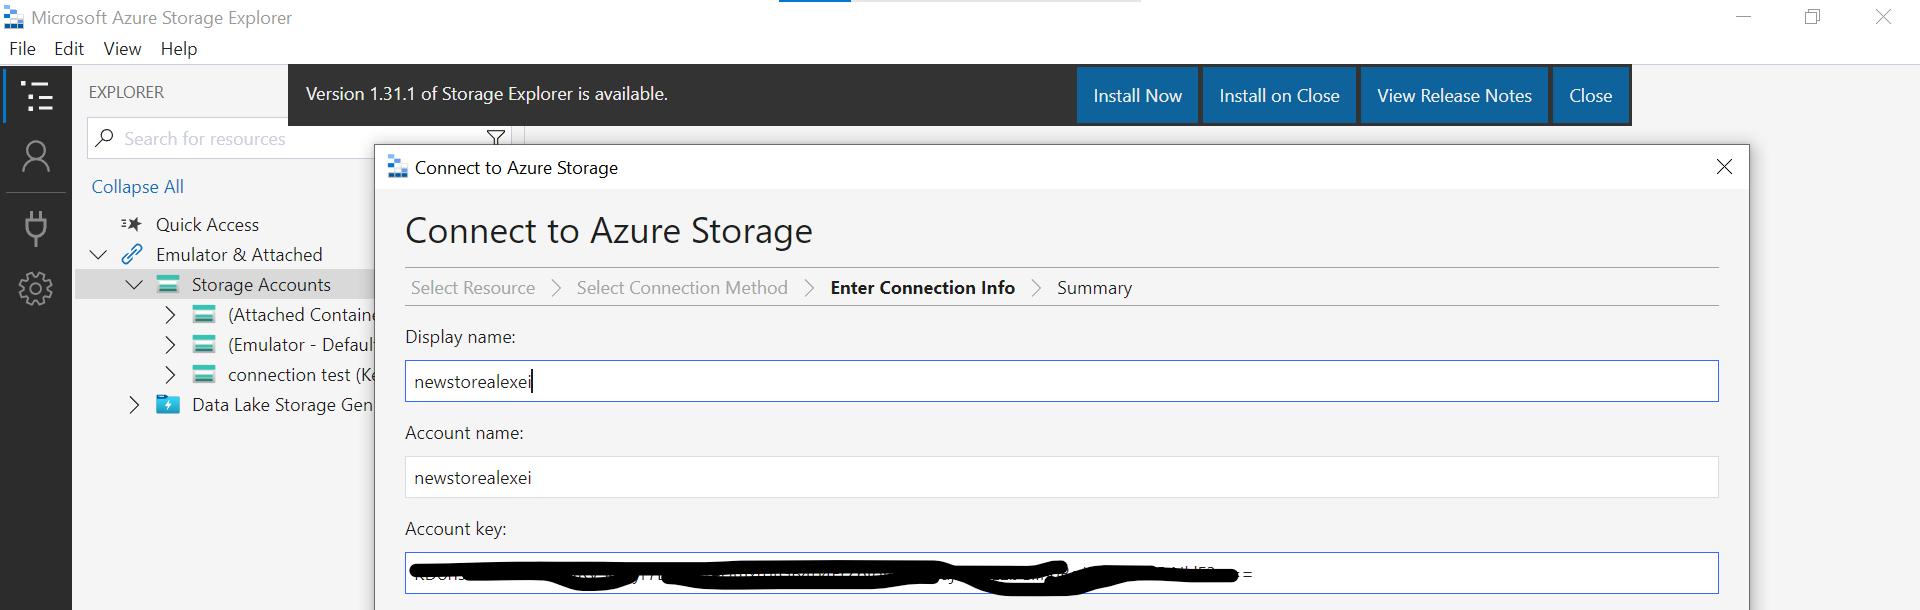 Microsoft Azure Storage Explorer
File Edit View Help
EXPLORER
Version 1.31.1 of Storage Explorer is available.
Install Now
Install on Close
View Release Notes
Close
Search for resources
Collapse All
Quick Access
Emulator & Attached
Storage Accounts
(Attached Containe
(Emulator - Defaul
connection test (Ke
Data Lake Storage Gen
Connect to Azure Storage
Connect to Azure Storage
Select Resource > Select Connection Method > Enter Connection Info > Summary
Display name:
newstorealexei
Account name:
newstorealexei
Account key: